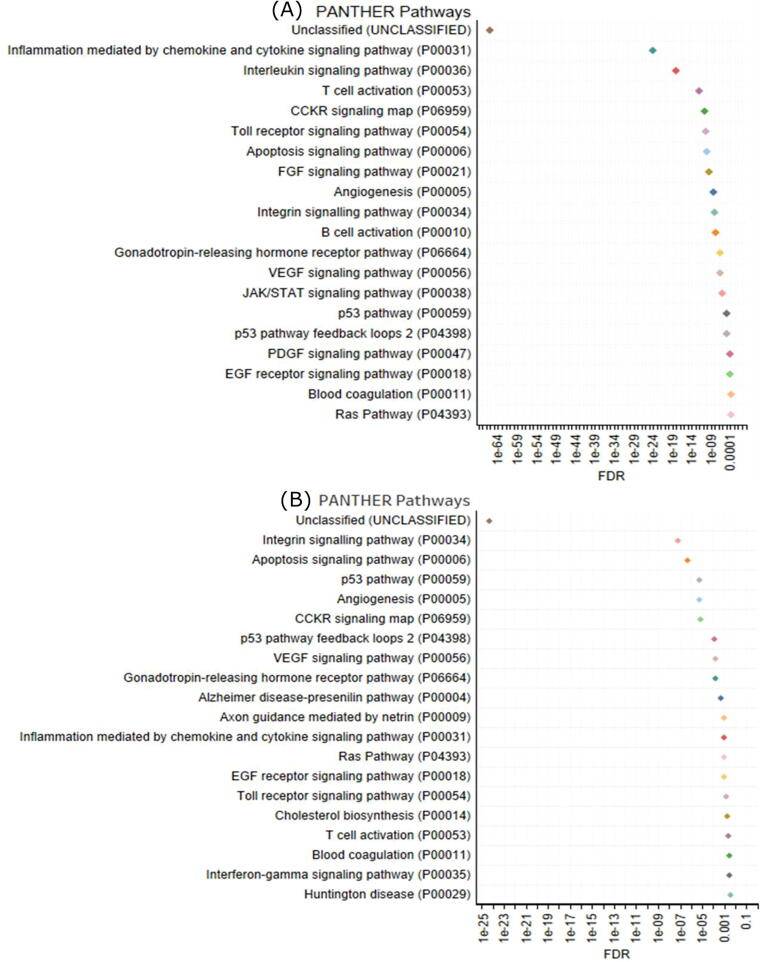 (A) PANTHER Pathways
Unclassified (UNCLASSIFIED)
Inflammation mediated by chemokine and cytokine signaling pathway (P00031)
Interleukin signaling pathway (P00036)
T cell activation (P00053)
CCKR signaling map (P06959)
Toll receptor signaling pathway (P00054)
Apoptosis signaling pathway (P00006)
FGF signaling pathway (P00021)
Angiogenesis (P00005)
Integrin signalling pathway (P00034)
B cell activation (P00010)
Gonadotropin-releasing hormone receptor pathway (P06664)
VEGF signaling pathway (P00056)
JAK/STAT signaling pathway (P00038)
p53 pathway (P00059)
p53 pathway feedback loops 2 (P04398)
PDGF signaling pathway (P00047)
EGF receptor signaling pathway (P00018)
Blood coagulation (P00011)
Ras Pathway (P04393)
1e-64 1e-59 1e-54 1e-49 1e-44 1e-39 1e-34 1e-29 1e-24 1e-19 1e-14 1e-09 0.0001
FDR
(B) PANTHER Pathways
Unclassified (UNCLASSIFIED)
Integrin signalling pathway (P00034)
Apoptosis signaling pathway (P00006)
p53 pathway (P00059)
Angiogenesis (P00005)
CCKR signaling map (P06959)
p53 pathway feedback loops 2 (P04398)
VEGF signaling pathway (P00056)
Gonadotropin-releasing hormone receptor pathway (P06664)
Alzheimer disease-presenilin pathway (P00004)
Axon guidance mediated by netrin (P00009)
Inflammation mediated by chemokine and cytokine signaling pathway (P00031)
Ras Pathway (P04393)
EGF receptor signaling pathway (P00018)
Toll receptor signaling pathway (P00054)
Cholesterol biosynthesis (P00014)
T cell activation (P00053)
Blood coagulation (P00011)
Interferon-gamma signaling pathway (P00035)
Huntington disease (P00029)
1e-25 1e-23 1e-21 1e-19 1e-17 1e-15 1e-13 1e-11 1e-09 1e-07 1e-05 0.001 0.1
FDR